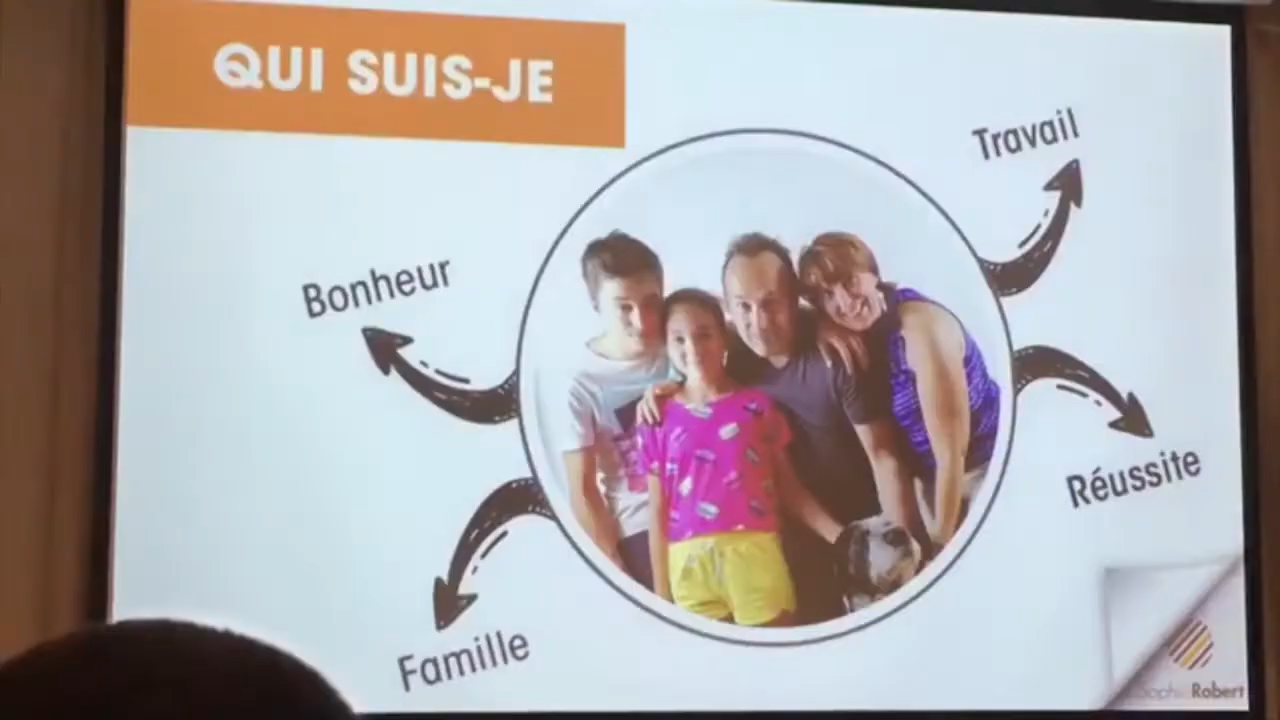 QUI SUIS-JE
Travail
Bonheur
Réussite
Famille
Robert